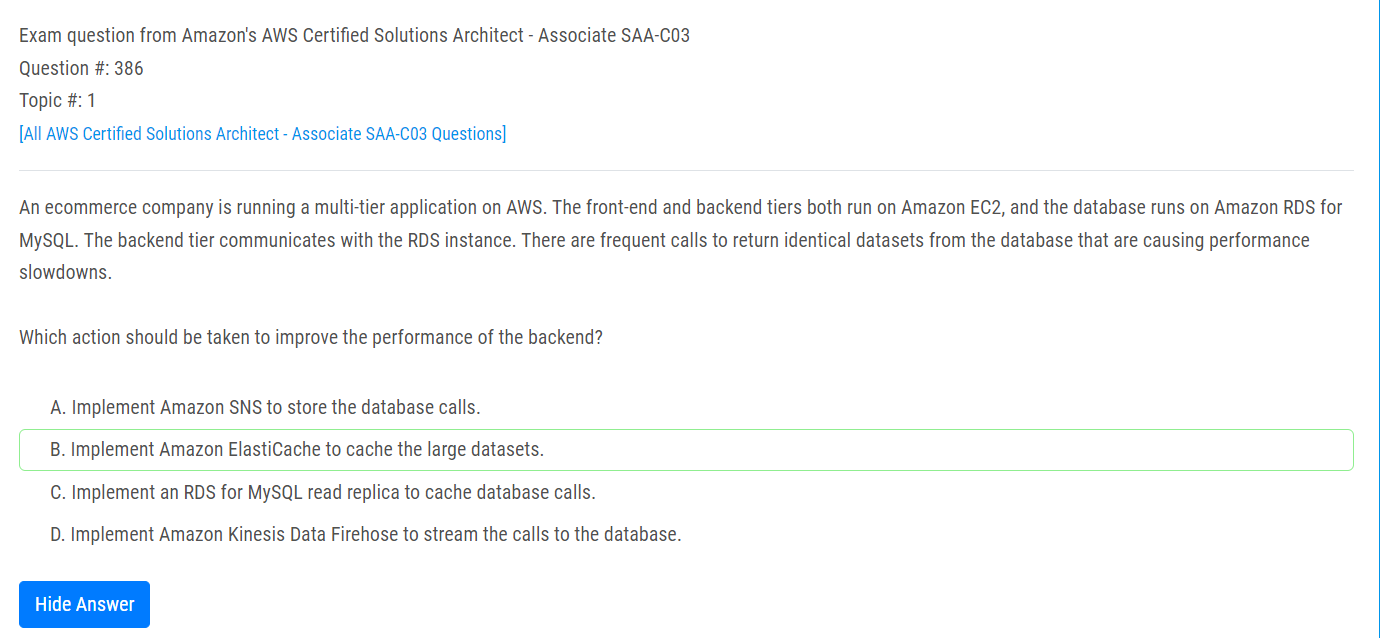 Exam question from Amazon's AWS Certified Solutions Architect - Associate SAA-C03
Question #: 386
Topic #: 1
[All AWS Certified Solutions Architect - Associate SAA-C03 Questions]
An ecommerce company is running a multi-tier application on AWS. The front-end and backend tiers both run on Amazon EC2, and the database runs on Amazon RDS for
MySQL. The backend tier communicates with the RDS instance. There are frequent calls to return identical datasets from the database that are causing performance
slowdowns.
Which action should be taken to improve the performance of the backend?
A. Implement Amazon SNS to store the database calls.
B. Implement Amazon ElastiCache to cache the large datasets.
C. Implement an RDS for MySQL read replica to cache database calls.
D. Implement Amazon Kinesis Data Firehose to stream the calls to the database.
Hide Answer